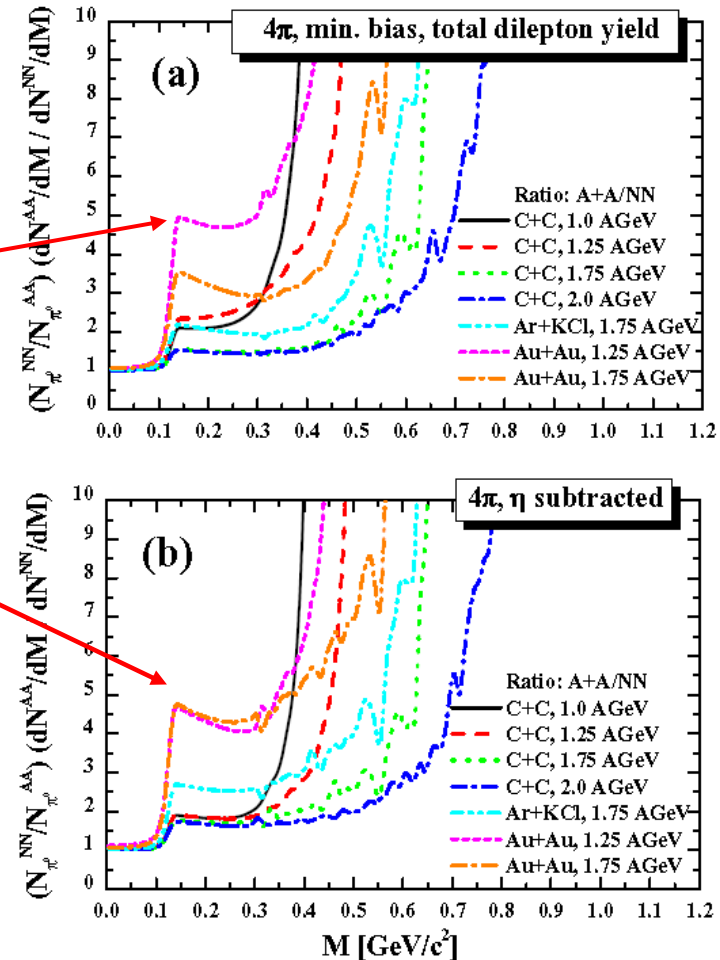 4π, min. bias, total dilepton yield
(a)
(N_π⁰^NN/N_π⁰^AA) (dN^AA/dM / dN^NN/dM)
10
9
8
7
6
5
4
3
2
1
0
Ratio: A+A/NN
C+C, 1.0 AGeV
C+C, 1.25 AGeV
C+C, 1.75 AGeV
C+C, 2.0 AGeV
Ar+KCl, 1.75 AGeV
Au+Au, 1.25 AGeV
Au+Au, 1.75 AGeV
0.0 0.1 0.2 0.3 0.4 0.5 0.6 0.7 0.8 0.9 1.0 1.1 1.2
4π, η subtracted
(b)
(N_π⁰^NN/N_π⁰^AA) (dN^AA/dM dN^NN/dM)
10
9
8
7
6
5
4
3
2
1
0
Ratio: A+A/NN
C+C, 1.0 AGeV
C+C, 1.25 AGeV
C+C, 1.75 AGeV
C+C, 2.0 AGeV
Ar+KCl, 1.75 AGeV
Au+Au, 1.25 AGeV
Au+Au, 1.75 AGeV
0.0 0.1 0.2 0.3 0.4 0.5 0.6 0.7 0.8 0.9 1.0 1.1 1.2
M [GeV/c²]